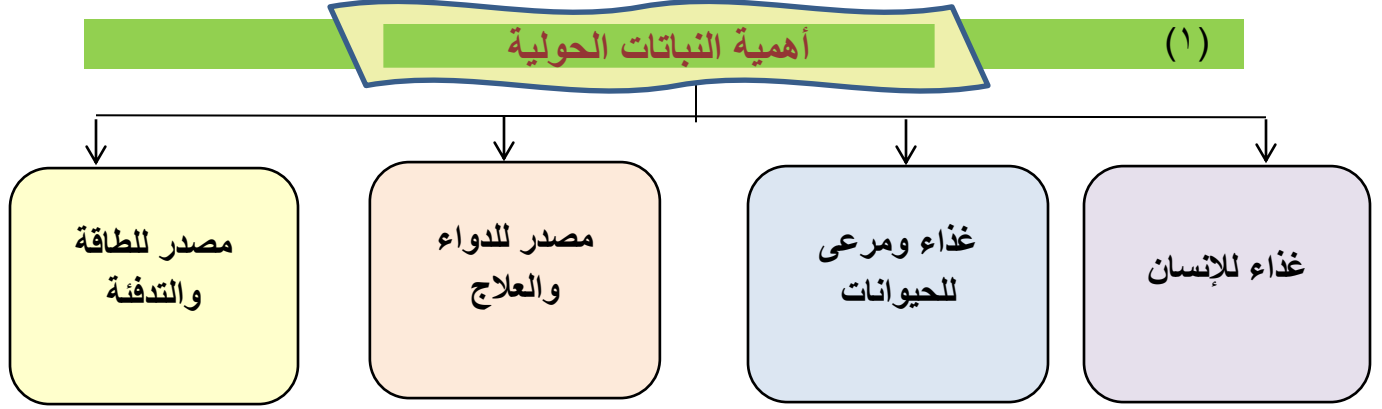 (١)
أهمية النباتات الحولية
غذاء للإنسان
غذاء ومرعى
للحيوانات
مصدر للدواء
والعلاج
مصدر للطاقة
والتدفئة